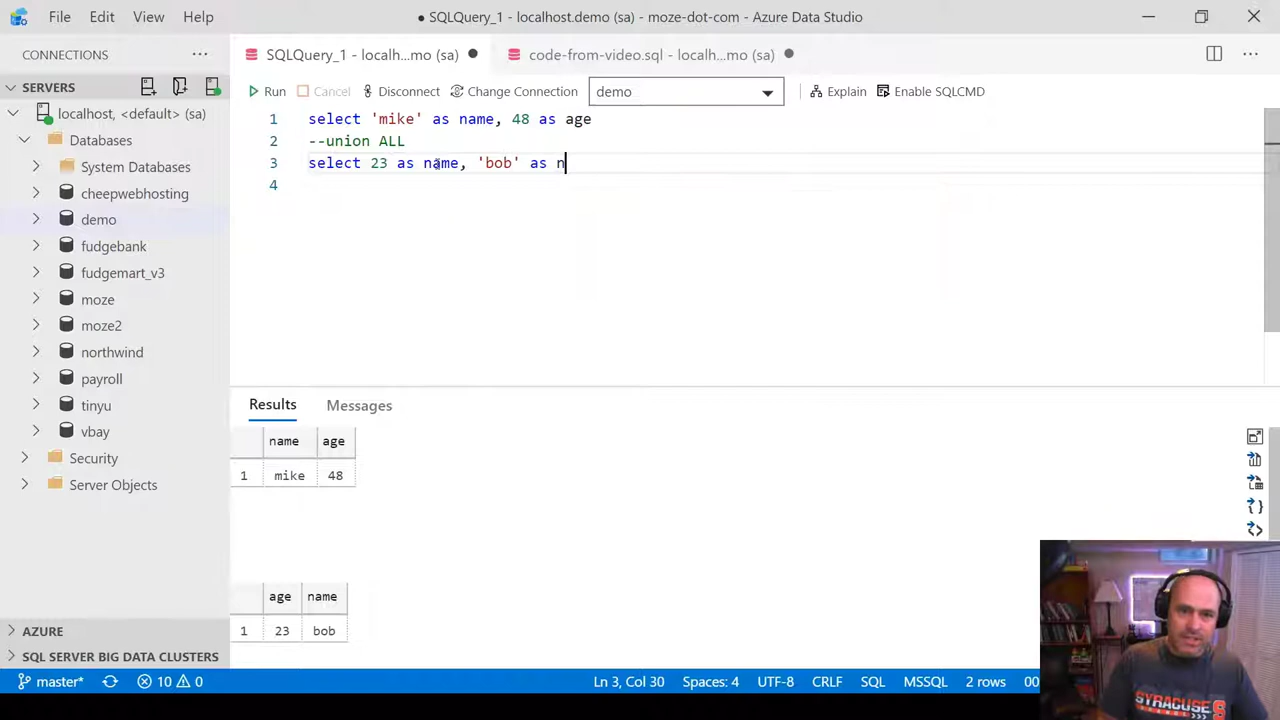 File Edit View Help
● SQLQuery_1 - localhost.demo (sa) - moze-dot-com - Azure Data Studio
CONNECTIONS
SERVERS
localhost, <default> (sa)
Databases
System Databases
cheepwebhosting
demo
fudgebank
fudgemart_v3
moze
moze2
northwind
payroll
tinyu
vbay
Security
Server Objects
AZURE
SQL SERVER BIG DATA CLUSTERS
SQLQuery_1 - localh...mo (sa) ●
code-from-video.sql - localh...mo (sa) ●
Run Cancel Disconnect Change Connection demo Explain Enable SQLCMD
1 select 'mike' as name, 48 as age
2 --union ALL
3 select 23 as name, 'bob' as n
4
Results Messages
name age
1 mike 48
age name
1 23 bob
master* 10 0
Ln 3, Col 30 Spaces: 4 UTF-8 CRLF SQL MSSQL 2 rows 00
SYRACUSE